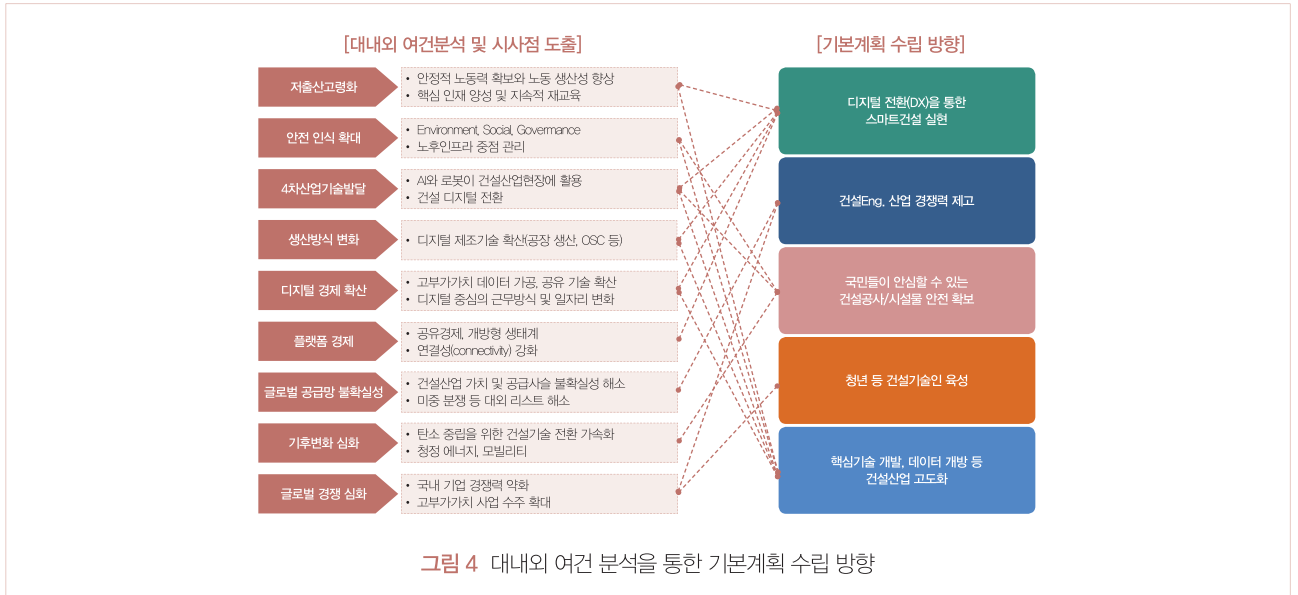 [대내외 여건분석 및 시사점 도출]
저출산고령화
• 안정적 노동력 확보와 노동 생산성 향상
• 핵심 인재 양성 및 지속적 재교육
안전 인식 확대
• Environment, Social, Govermance
• 노후인프라 중점 관리
4차산업기술발달
• AI와 로봇이 건설산업현장에 활용
• 건설 디지털 전환
생산방식 변화
• 디지털 제조기술 확산(공장 생산, OSC 등)
디지털 경제 확산
• 고부가가치 데이터 가공, 공유 기술 확산
• 디지털 중심의 근무방식 및 일자리 변화
플랫폼 경제
• 공유경제, 개방형 생태계
• 연결성(connectivity) 강화
글로벌 공급망 불확실성
• 건설산업 가치 및 공급사슬 불확실성 해소
• 미중 분쟁 등 대외 리스트 해소
기후변화 심화
• 탄소 중립을 위한 건설기술 전환 가속화
• 청정 에너지, 모빌리티
글로벌 경쟁 심화
• 국내 기업 경쟁력 약화
• 고부가가치 사업 수주 확대
[기본계획 수립 방향]
디지털 전환(DX)을 통한
스마트건설 실현
건설Eng. 산업 경쟁력 제고
국민들이 안심할 수 있는
건설공사/시설물 안전 확보
청년 등 건설기술인 육성
핵심기술 개발, 데이터 개방 등
건설산업 고도화
그림 4 대내외 여건 분석을 통한 기본계획 수립 방향